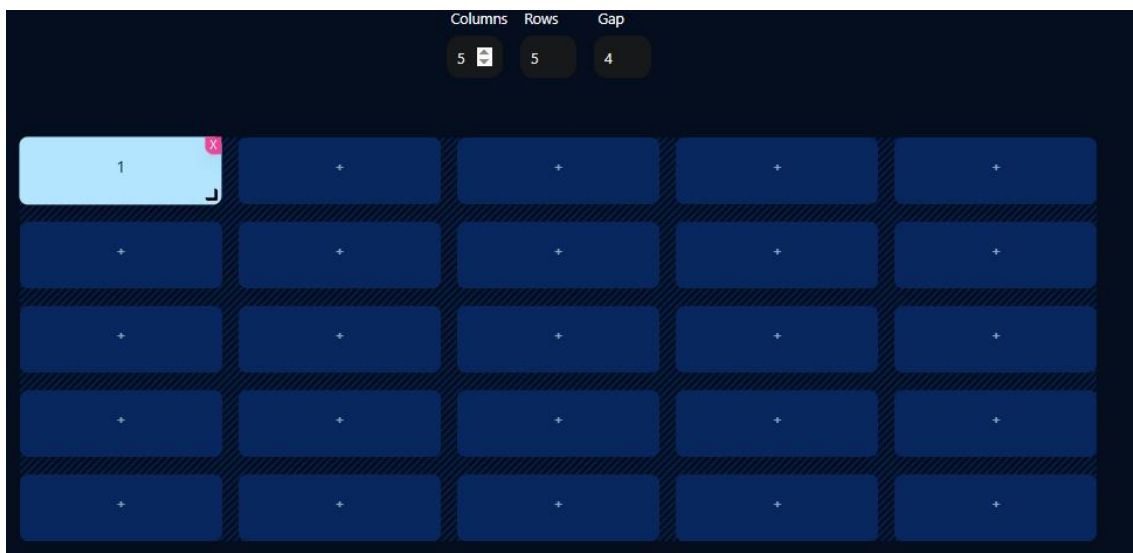 Columns Rows Gap
5 5 4
X
1 + + + +
+ + + + +
+ + + + +
+ + + + +
+ + + + +